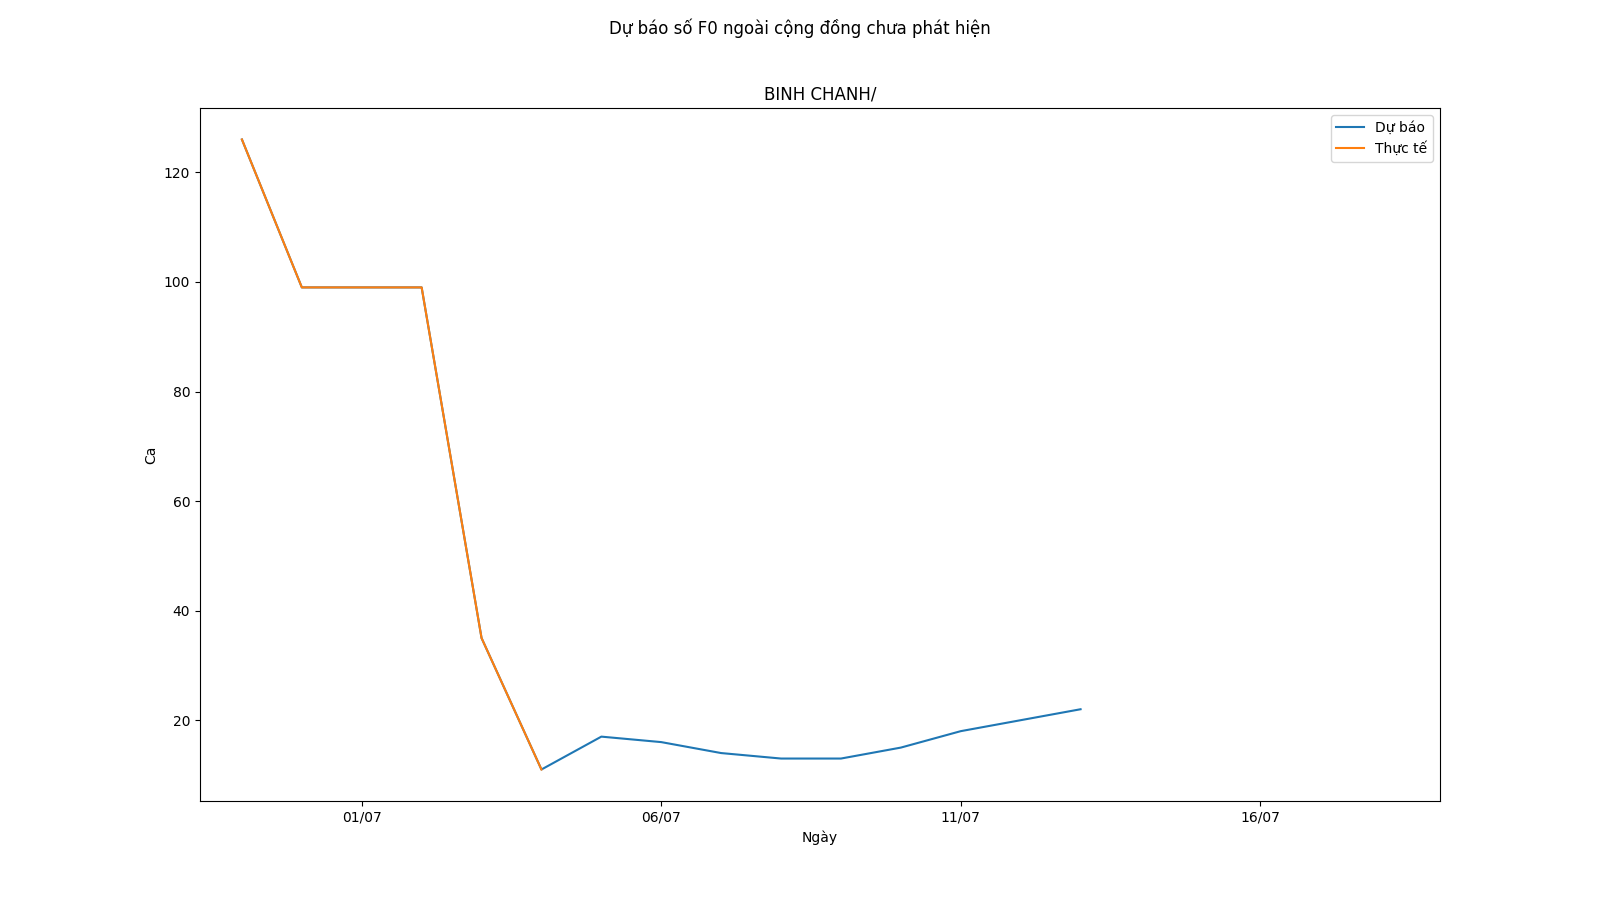 Dự báo số F0 ngoài cộng đồng chưa phát hiện
BINH CHANH/
Dự báo
Thực tế
120
100
80
60
40
20
Ca
01/07
06/07
11/07
16/07
Ngày